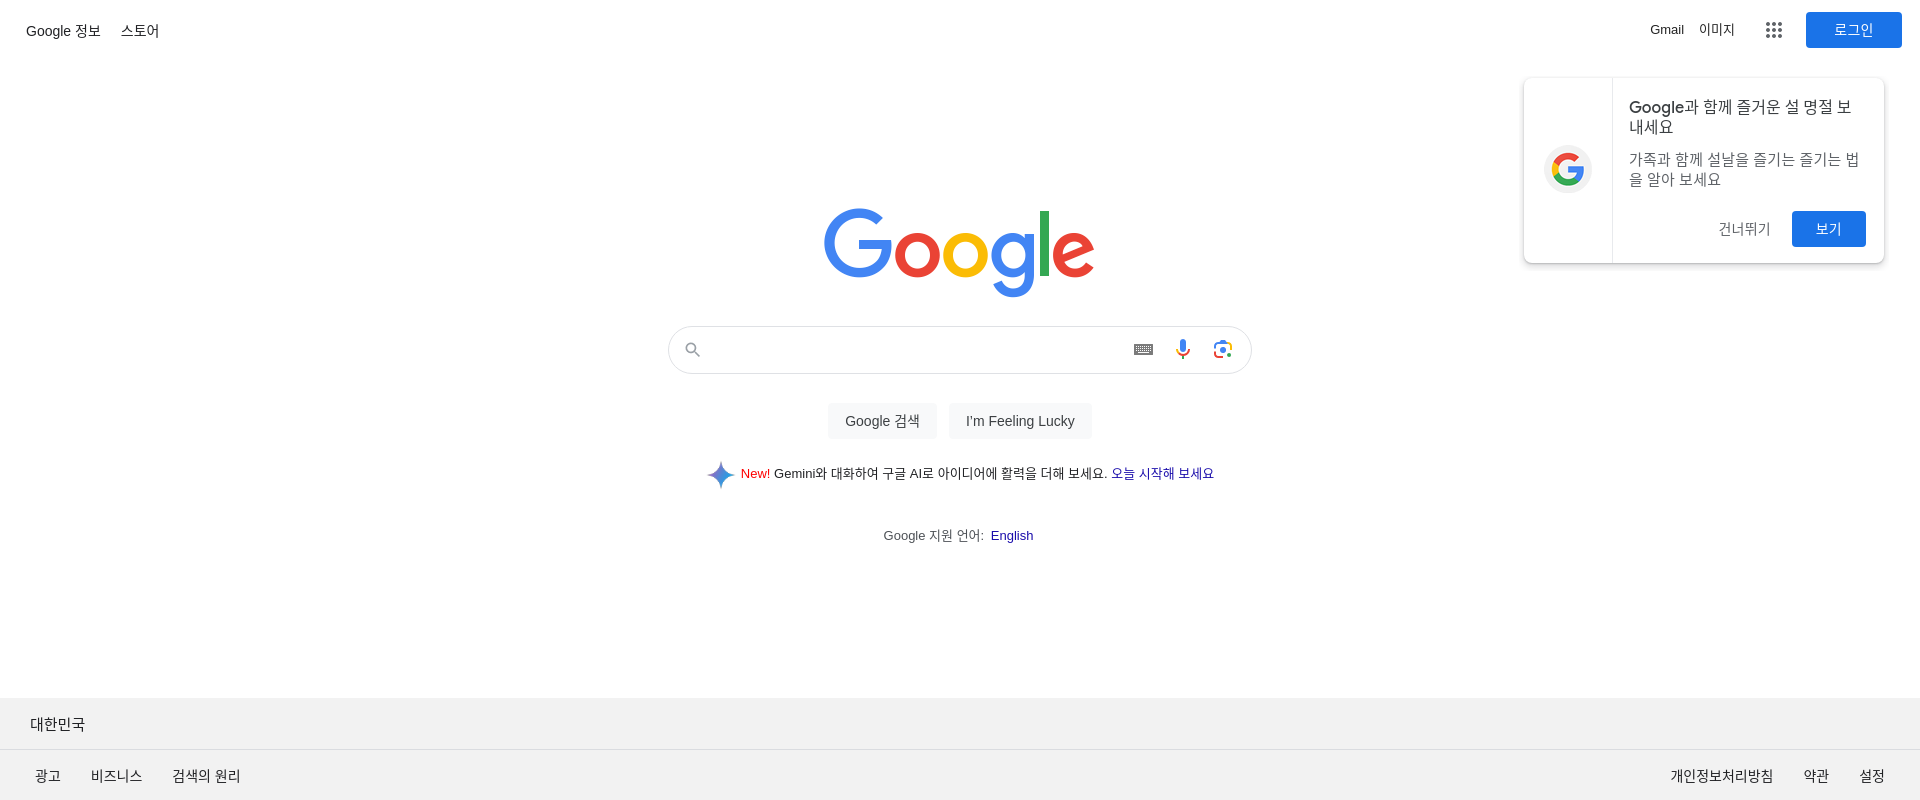 Google 정보 스토어
Gmail 이미지 로그인
Google과 함께 즐거운 설 명절 보
내세요
가족과 함께 설날을 즐기는 즐기는 법
을 알아 보세요
건너뛰기 보기
Google
Google 검색 I’m Feeling Lucky
New! Gemini와 대화하여 구글 AI로 아이디어에 활력을 더해 보세요. 오늘 시작해 보세요
Google 지원 언어: English
대한민국
광고 비즈니스 검색의 원리
개인정보처리방침 약관 설정